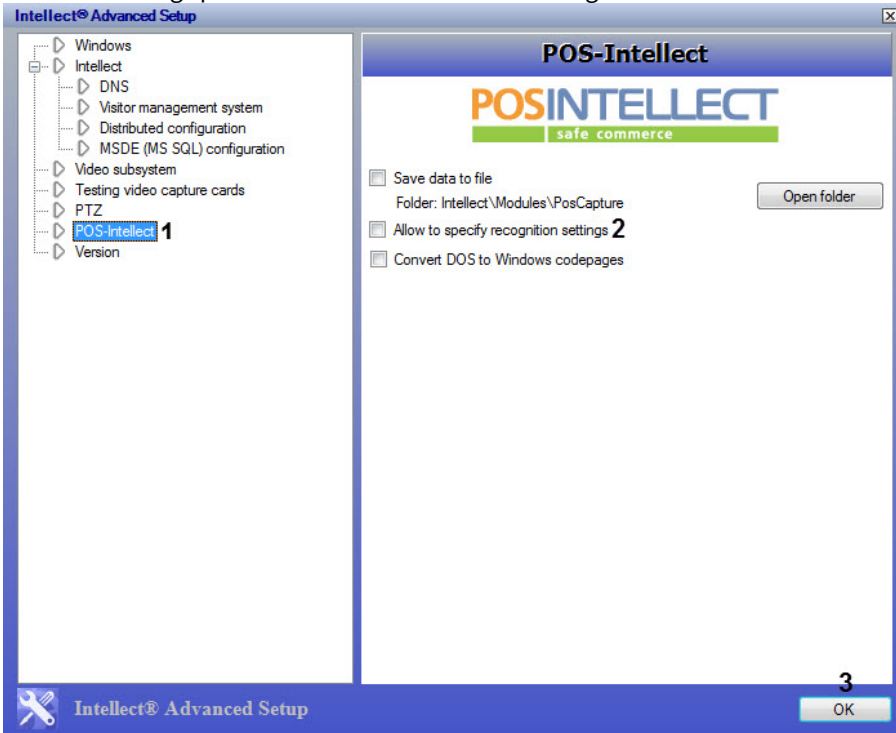 Intellect® Advanced Setup
Windows
Intellect
DNS
Visitor management system
Distributed configuration
MSDE (MS SQL) configuration
Video subsystem
Testing video capture cards
PTZ
POS-Intellect 1
Version
POS-Intellect
POSINTELLECT
safe commerce
Save data to file
Folder: Intellect\Modules\PosCapture
Open folder
Allow to specify recognition settings 2
Convert DOS to Windows codepages
3
Intellect® Advanced Setup
OK